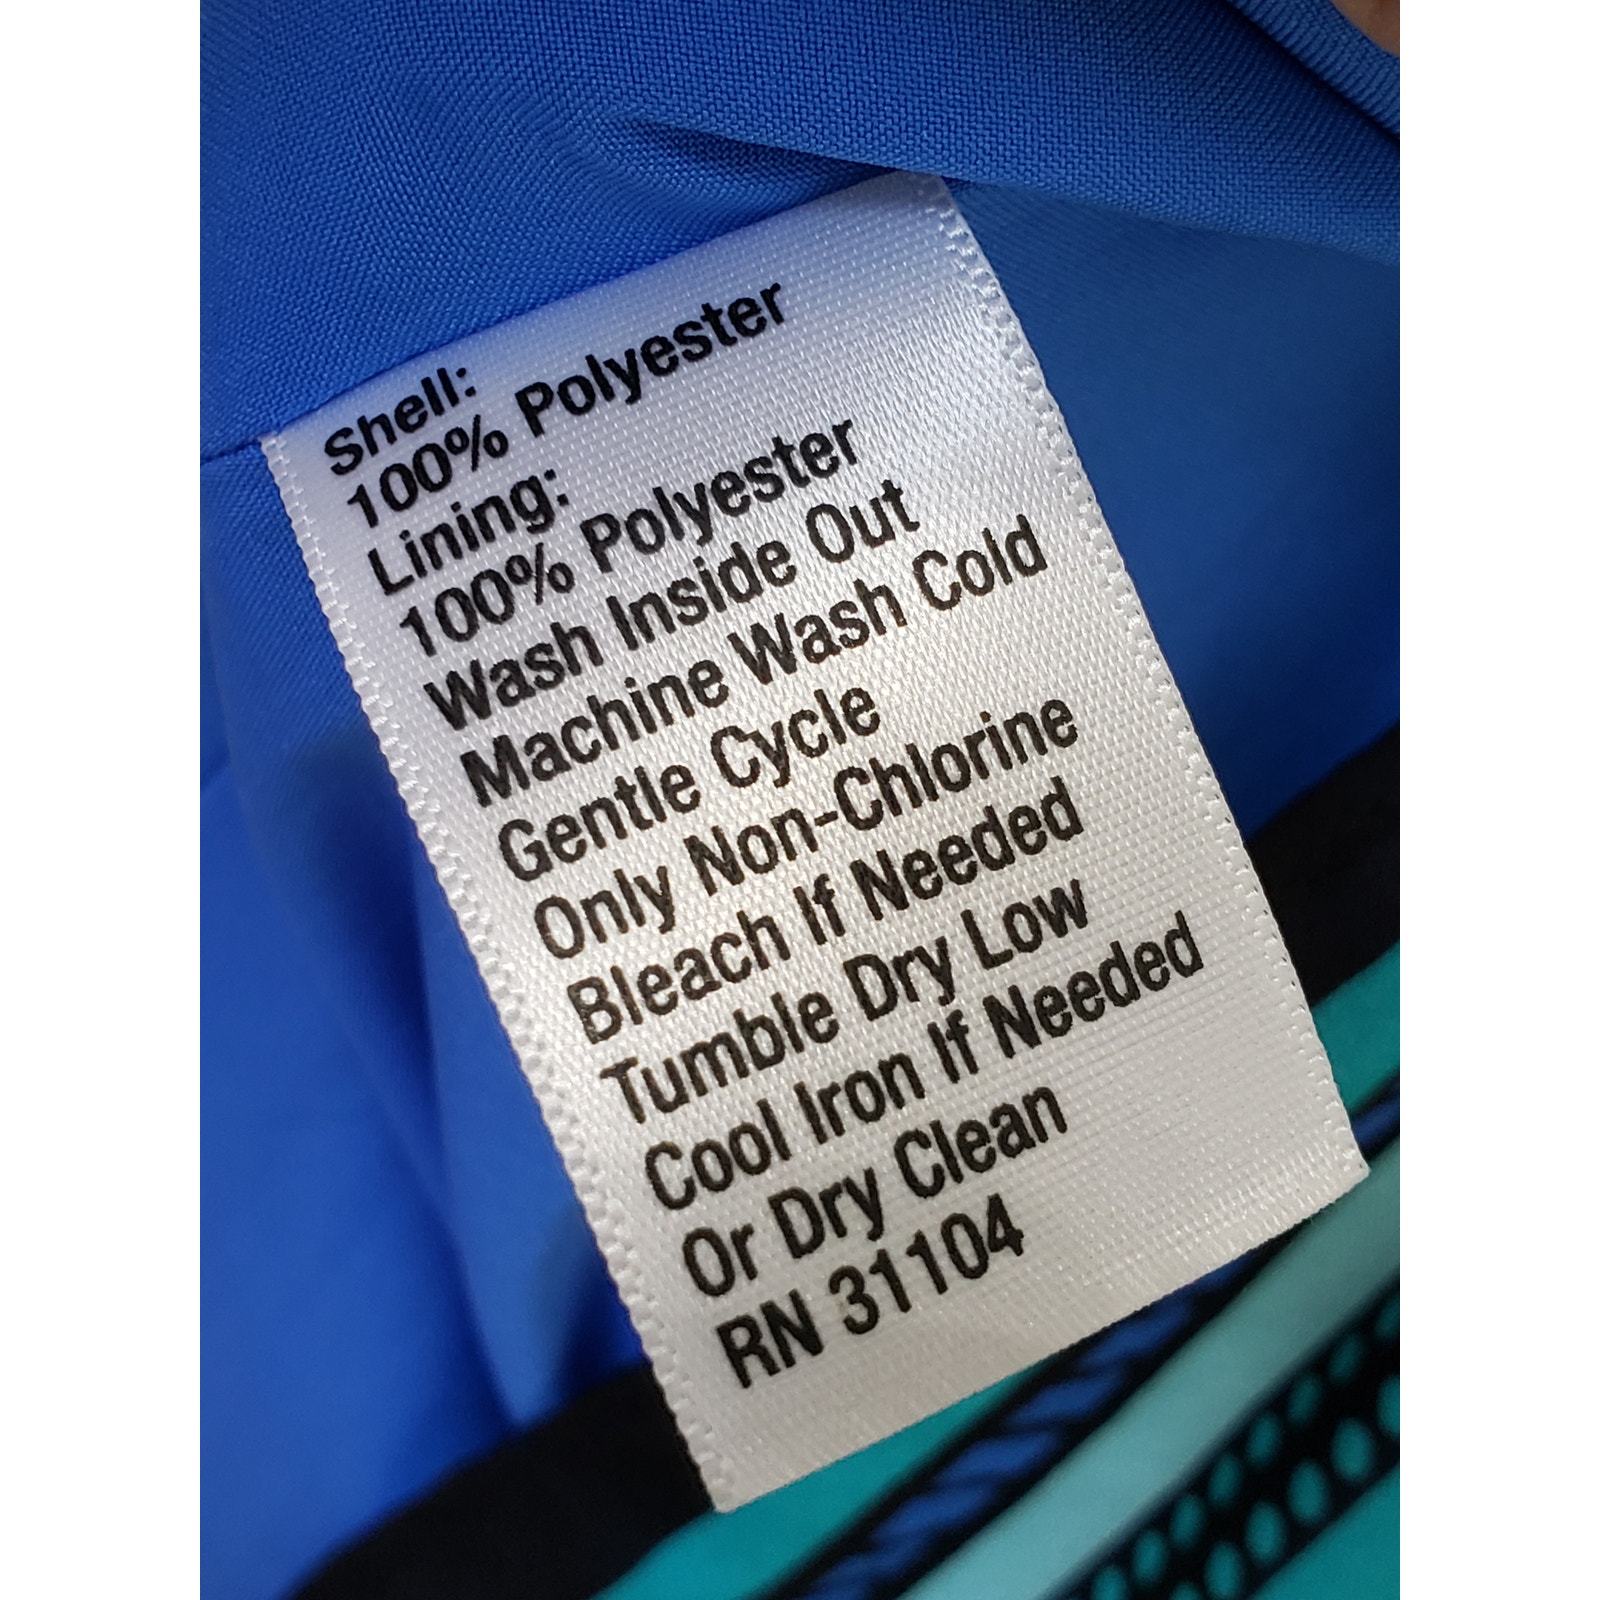 Shell:
100% Polyester
Lining:
100% Polyester
Wash Inside Out
Machine Wash Cold
Gentle Cycle
Only Non-Chlorine
Bleach If Needed
Tumble Dry Low
Cool Iron If Needed
Or Dry Clean
RN 31104